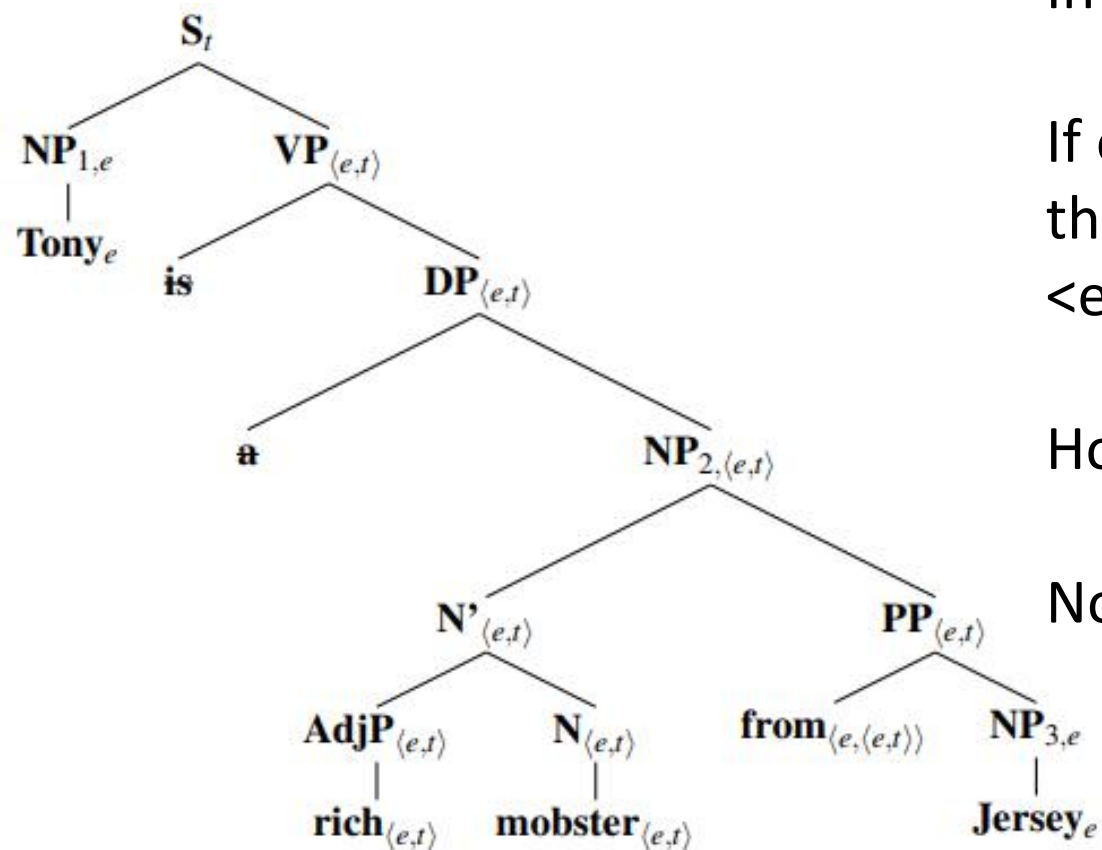 S_t
NP_{1,e} VP_{⟨e,t⟩}
Tony_e ~~is~~ DP_{⟨e,t⟩}
~~a~~ NP_{2,⟨e,t⟩}
N’_{⟨e,t⟩} PP_{⟨e,t⟩}
AdjP_{⟨e,t⟩} N_{⟨e,t⟩} from_{⟨e,⟨e,t⟩⟩} NP_{3,e}
rich_{⟨e,t⟩} mobster_{⟨e,t⟩} Jersey_e
If
th
<e
Ho
No